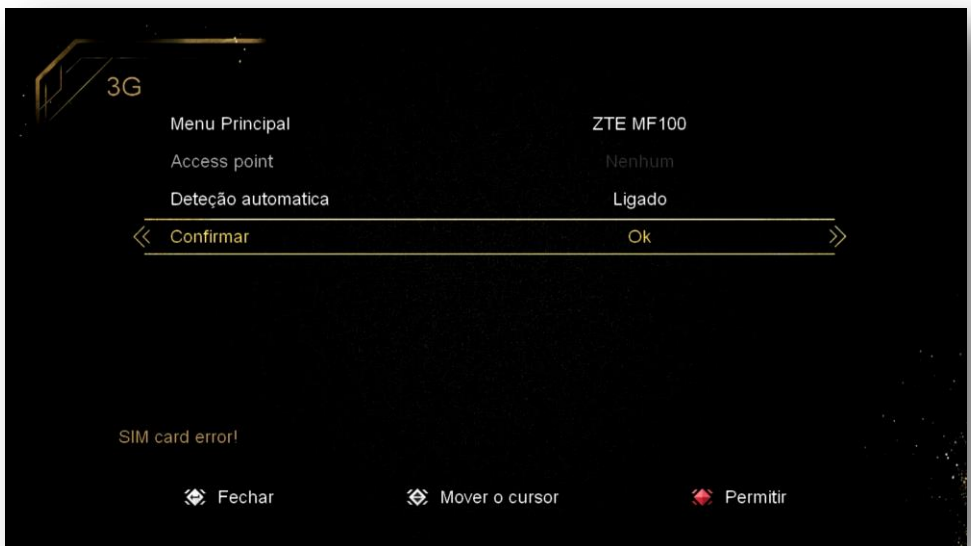 3G
Menu Principal ZTE MF100
Access point Nenhum
Deteção automatica Ligado
Confirmar Ok
SIM card error!
Fechar Mover o cursor Permitir